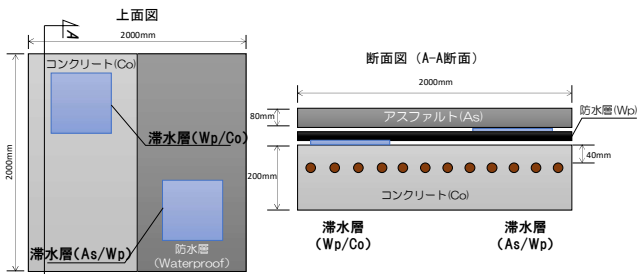 上面図
A
2000mm
コンクリート(Co)
滞水層(Wp/Co)
2000mm
滞水層(As/Wp)
防水層
(Waterproof)
断面図 (A-A断面)
2000mm
アスファルト(As)
防水層(Wp)
80mm
40mm
200mm
コンクリート(Co)
滞水層
(Wp/Co)
滞水層
(As/Wp)